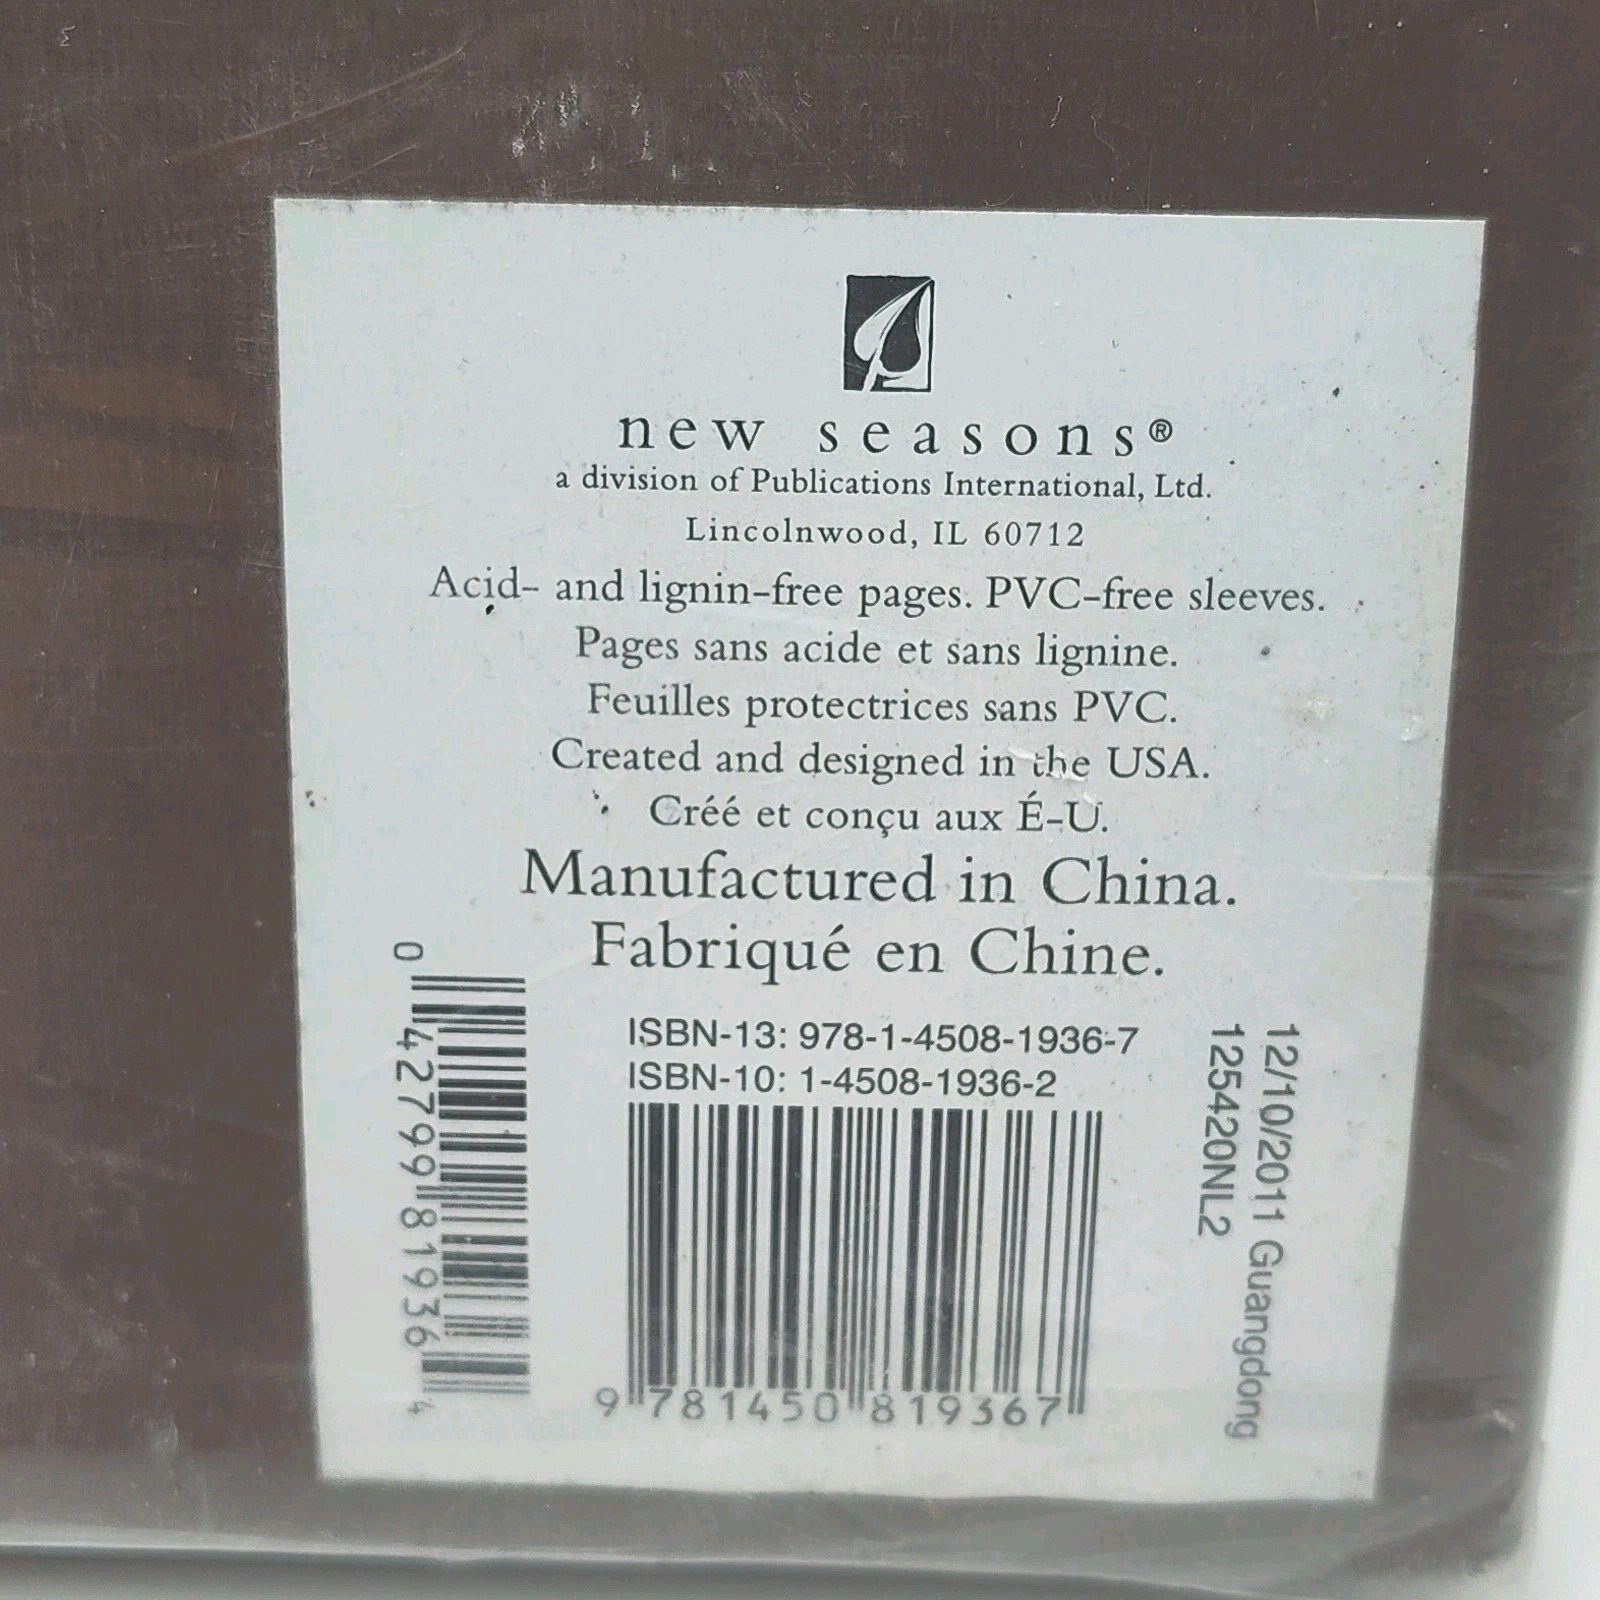 new seasons®
a division of Publications International, Ltd.
Lincolnwood, IL 60712
Acid- and lignin-free pages. PVC-free sleeves.
Pages sans acide et sans lignine.
Feuilles protectrices sans PVC.
Created and designed in the USA.
Créé et conçu aux É-U.
Manufactured in China.
Fabriqué en Chine.
0 42799 81936 4
ISBN-13: 978-1-4508-1936-7
ISBN-10: 1-4508-1936-2
9 781450 819367
12/10/2011 Guangdong
125420NL2